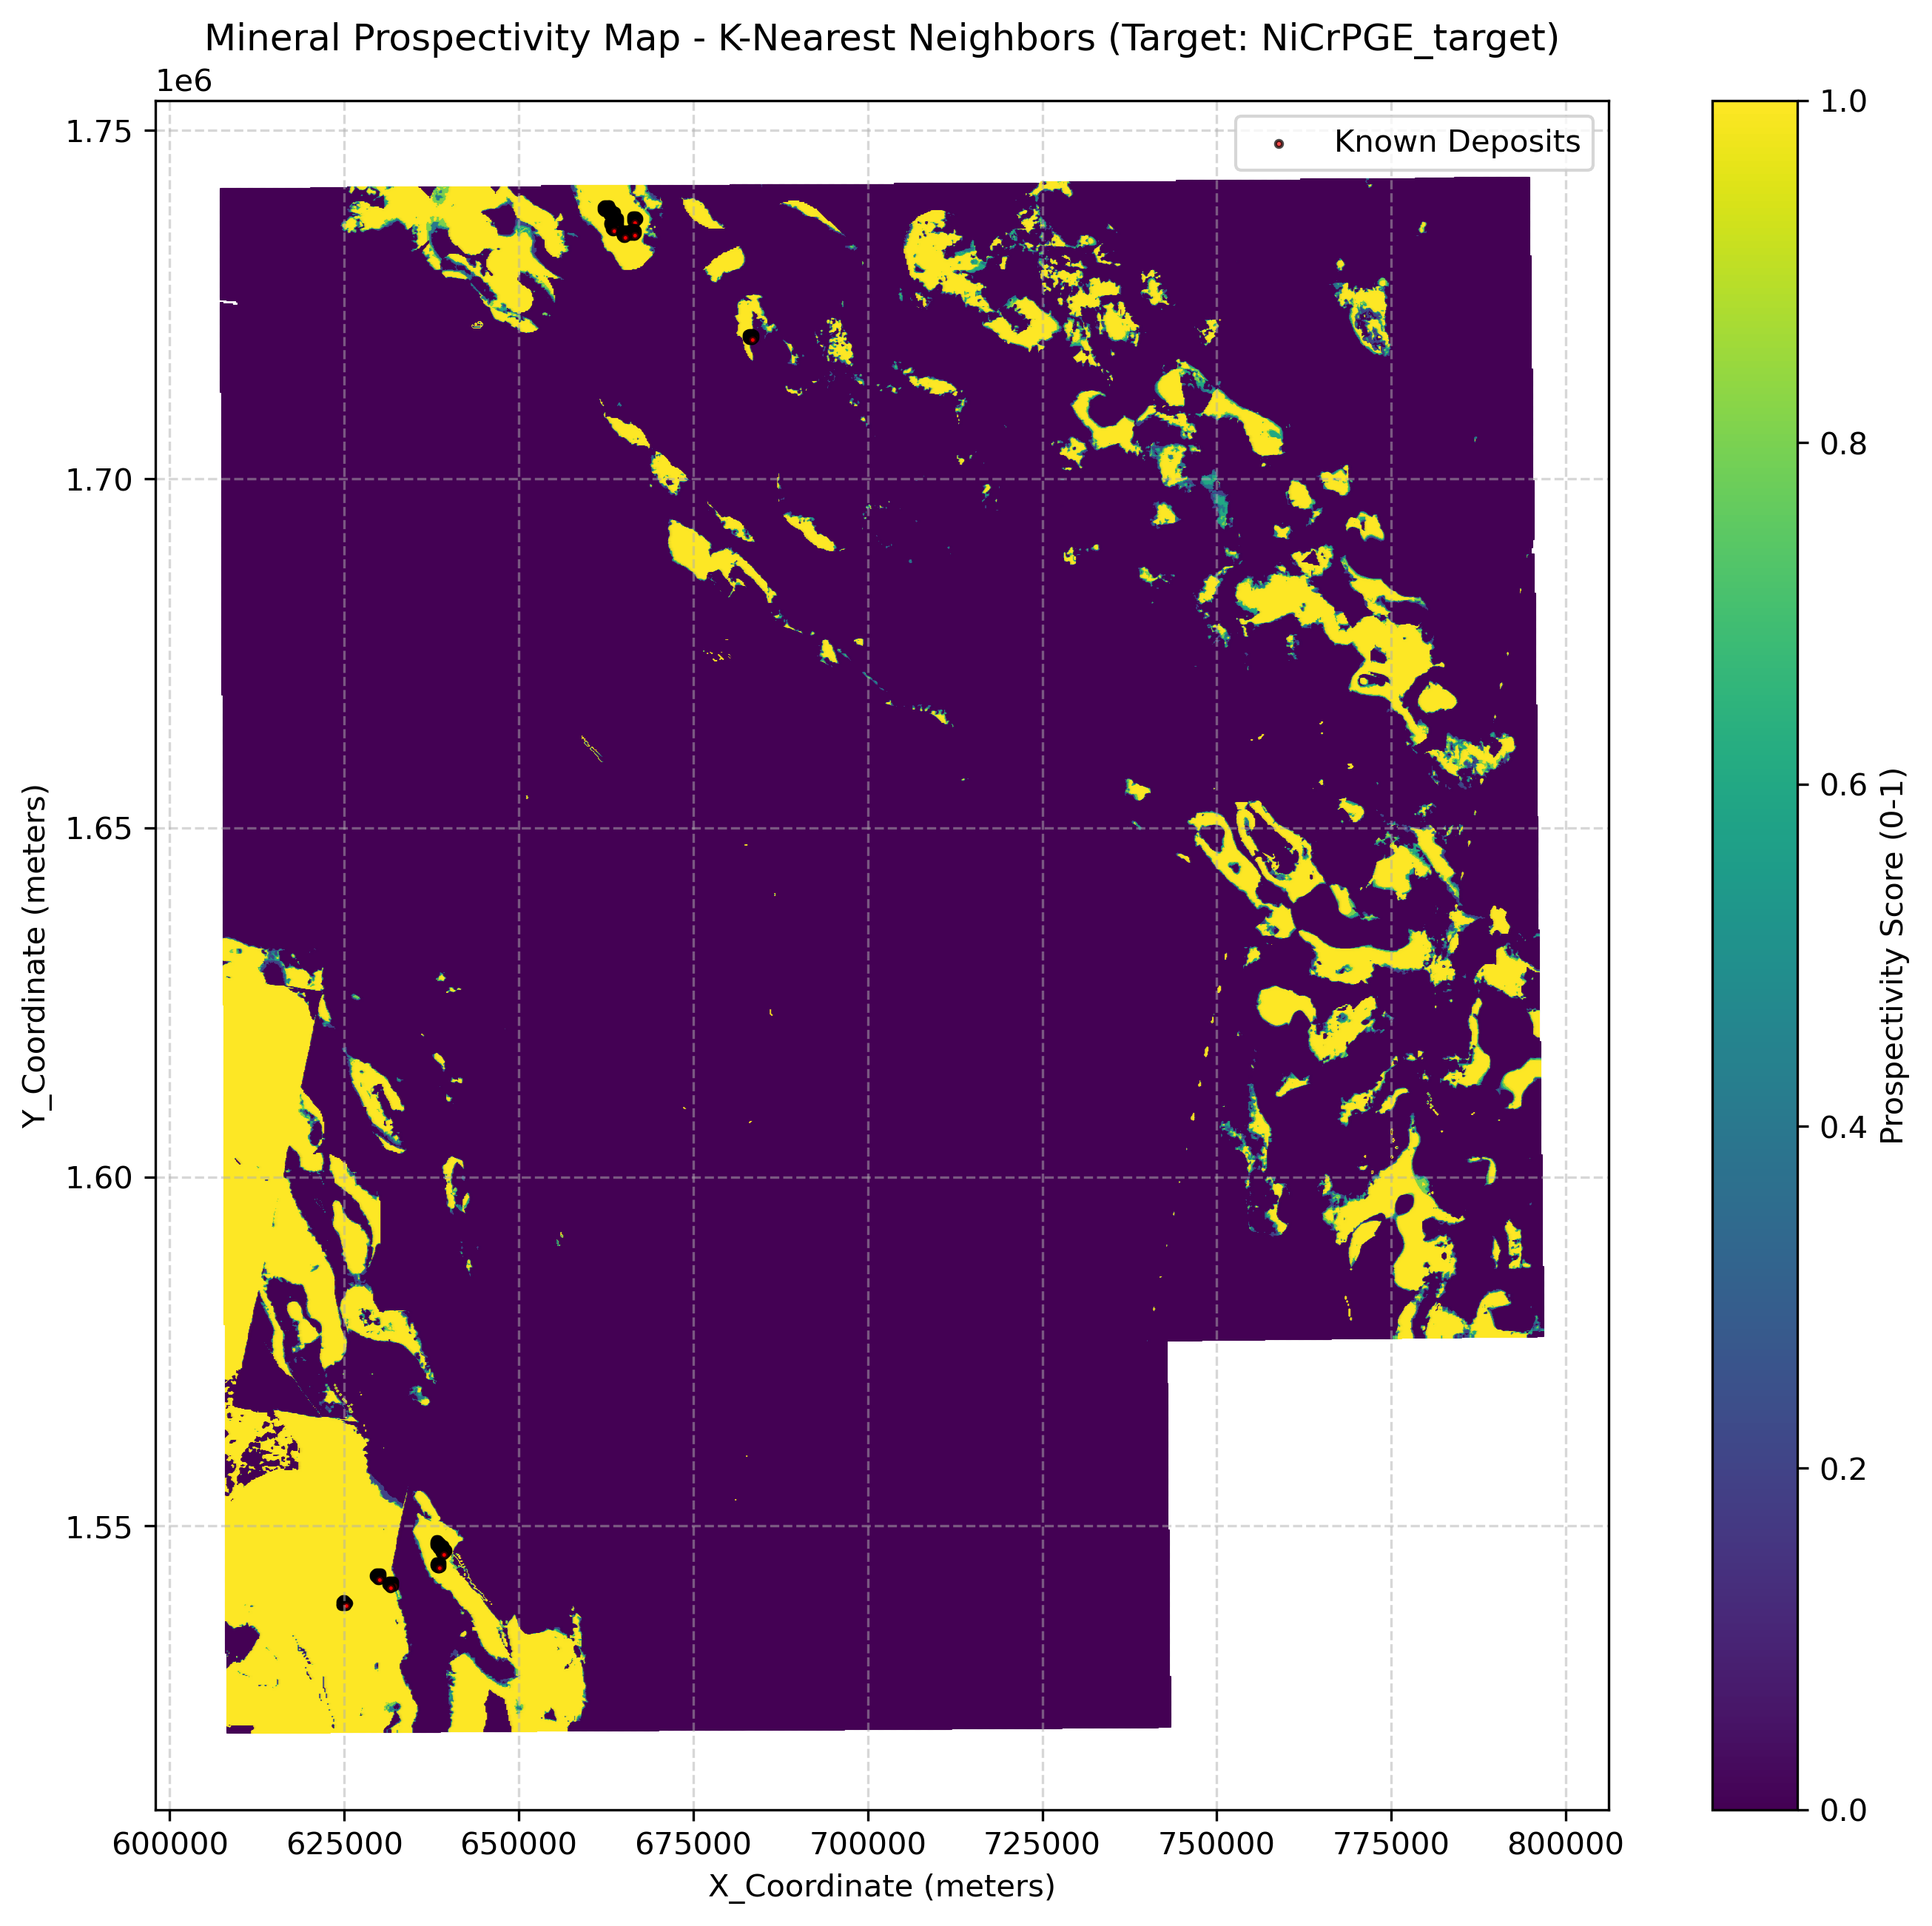 Mineral Prospectivity Map - K-Nearest Neighbors (Target: NiCrPGE_target)
1e6
Known Deposits
1.75
1.70
1.65
1.60
1.55
Y_Coordinate (meters)
600000 625000 650000 675000 700000 725000 750000 775000 800000
X_Coordinate (meters)
1.0
0.8
0.6
0.4
0.2
0.0
Prospectivity Score (0-1)